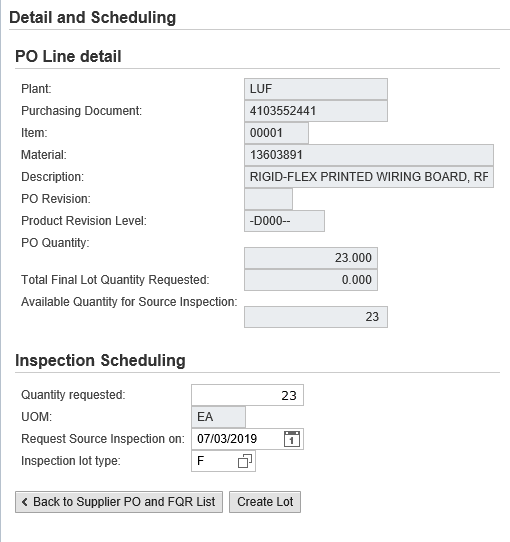 Detail and Scheduling
PO Line detail
Plant: LUF
Purchasing Document: 4103552441
Item: 00001
Material: 13603891
Description: RIGID-FLEX PRINTED WIRING BOARD, RF
PO Revision:
Product Revision Level: -D000--
PO Quantity:
23.000
Total Final Lot Quantity Requested: 0.000
Available Quantity for Source Inspection:
23
Inspection Scheduling
Quantity requested: 23
UOM: EA
Request Source Inspection on: 07/03/2019 1
Inspection lot type: F
< Back to Supplier PO and FQR List Create Lot